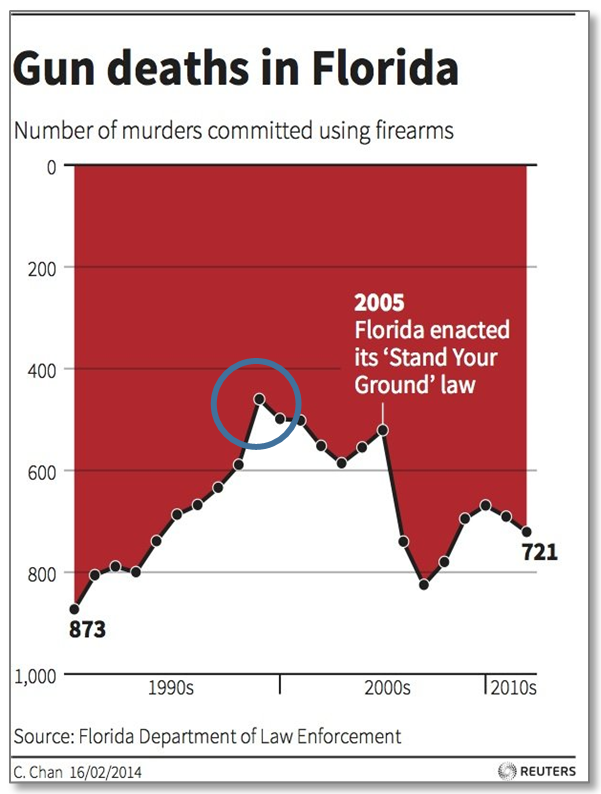 Gun deaths in Florida
Number of murders committed using firearms
0
200
2005
Florida enacted
its ‘Stand Your
Ground’ law
400
600
721
800
873
1,000
1990s
2000s
2010s
Source: Florida Department of Law Enforcement
C. Chan 16/02/2014
REUTERS